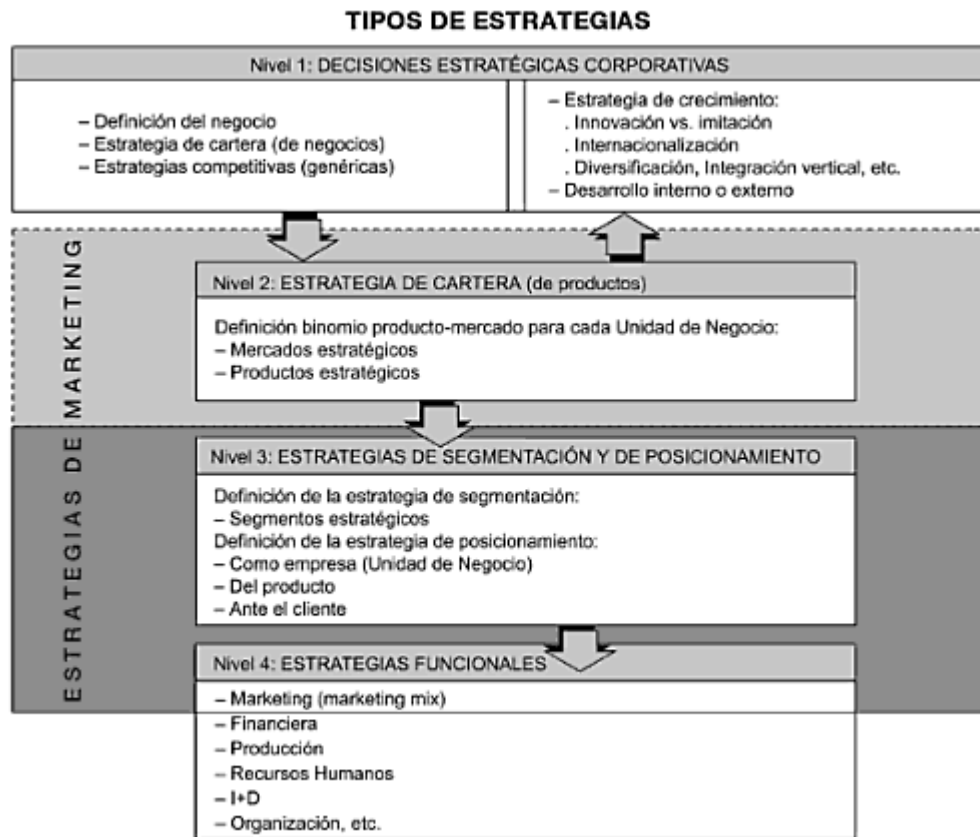 TIPOS DE ESTRATEGIAS
Nivel 1: DECISIONES ESTRATÉGICAS CORPORATIVAS
– Definición del negocio
– Estrategia de cartera (de negocios)
– Estrategias competitivas (genéricas)
– Estrategia de crecimiento:
. Innovación vs. imitación
. Internacionalización
. Diversificación, Integración vertical, etc.
– Desarrollo interno o externo
ESTRATEGIAS DE MARKETING
Nivel 2: ESTRATEGIA DE CARTERA (de productos)
Definición binomio producto-mercado para cada Unidad de Negocio:
– Mercados estratégicos
– Productos estratégicos
Nivel 3: ESTRATEGIAS DE SEGMENTACIÓN Y DE POSICIONAMIENTO
Definición de la estrategia de segmentación:
– Segmentos estratégicos
Definición de la estrategia de posicionamiento:
– Como empresa (Unidad de Negocio)
– Del producto
– Ante el cliente
Nivel 4: ESTRATEGIAS FUNCIONALES
– Marketing (marketing mix)
– Financiera
– Producción
– Recursos Humanos
– I+D
– Organización, etc.